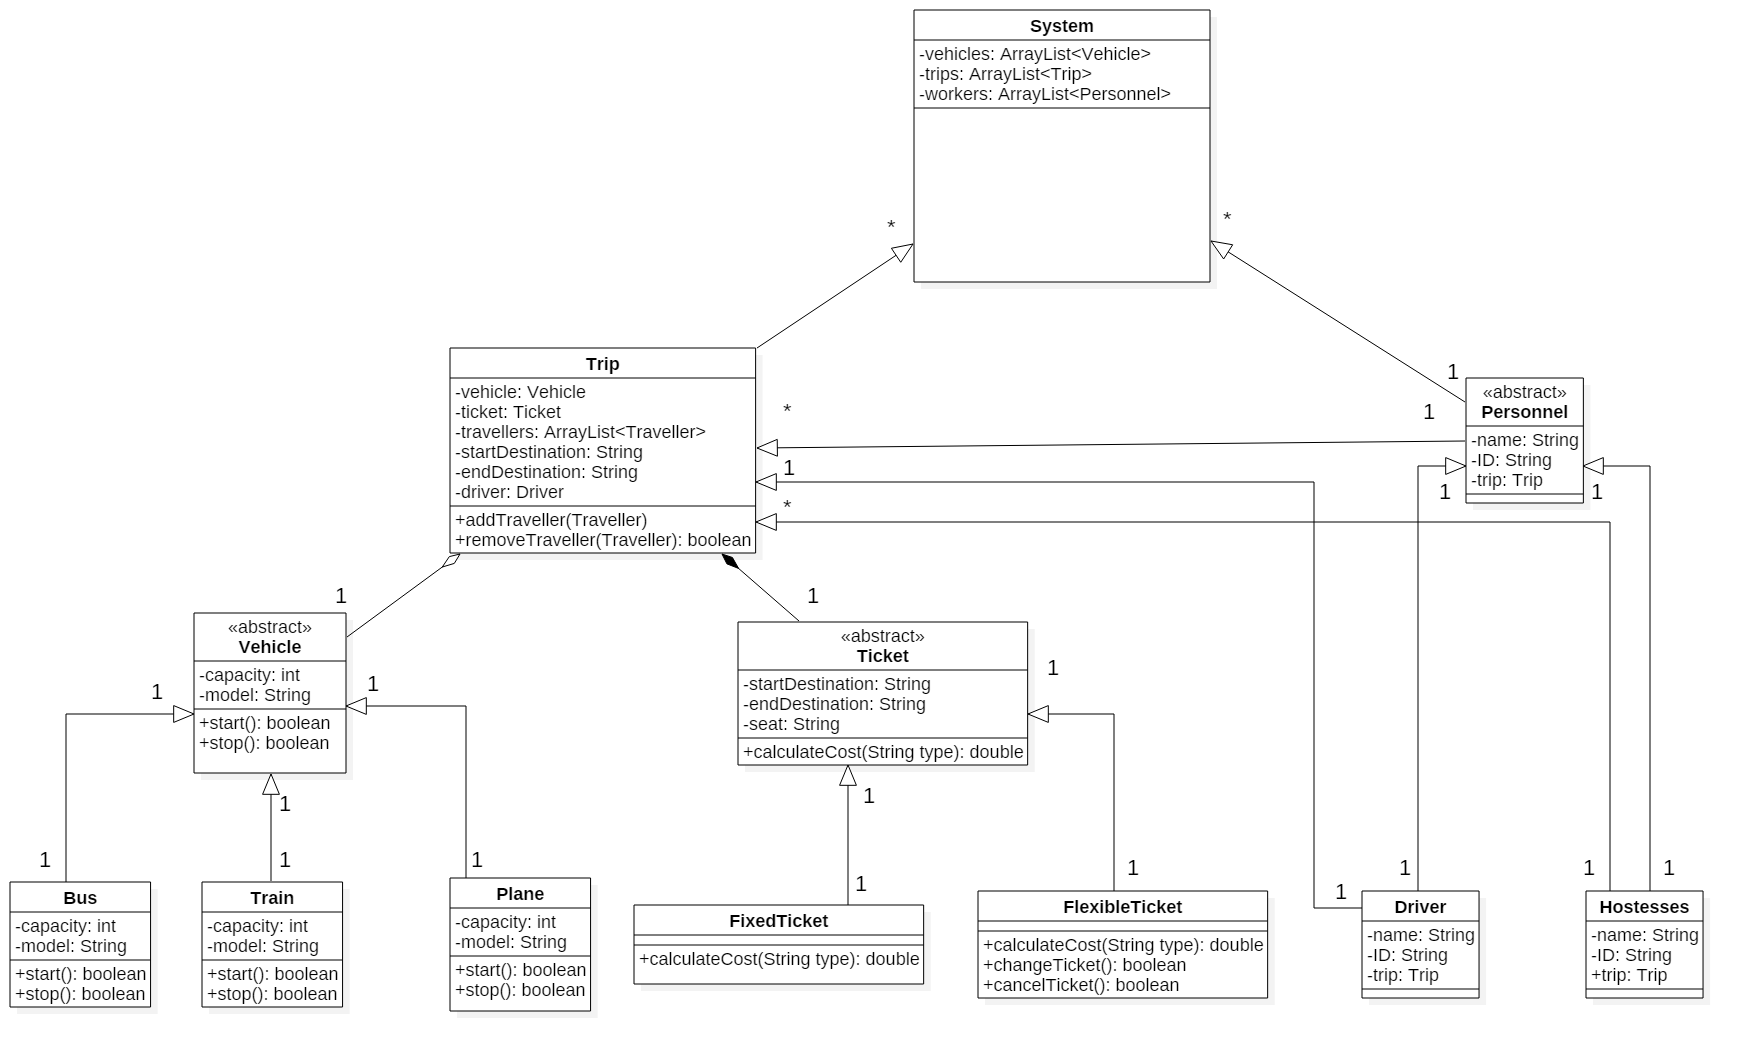 System
-vehicles: ArrayList<Vehicle>
-trips: ArrayList<Trip>
-workers: ArrayList<Personnel>
*
*
Trip
-vehicle: Vehicle
-ticket: Ticket
-travellers: ArrayList<Traveller>
-startDestination: String
-endDestination: String
-driver: Driver
+addTraveller(Traveller)
+removeTraveller(Traveller): boolean
*
1
*
1
1
«abstract»
Personnel
-name: String
-ID: String
-trip: Trip
1
1
1
«abstract»
Vehicle
-capacity: int
-model: String
+start(): boolean
+stop(): boolean
1
1
1
1
«abstract»
Ticket
-startDestination: String
-endDestination: String
-seat: String
+calculateCost(String type): double
1
1
1
Bus
-capacity: int
-model: String
+start(): boolean
+stop(): boolean
1
Train
-capacity: int
-model: String
+start(): boolean
+stop(): boolean
1
Plane
-capacity: int
-model: String
+start(): boolean
+stop(): boolean
1
FixedTicket
+calculateCost(String type): double
1
FlexibleTicket
+calculateCost(String type): double
+changeTicket(): boolean
+cancelTicket(): boolean
1
1
Driver
-name: String
-ID: String
-trip: Trip
1
1
Hostesses
-name: String
-ID: String
+trip: Trip